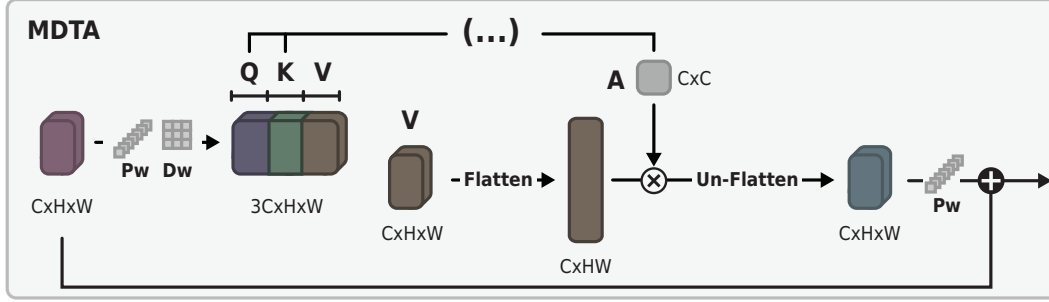 MDTA
(...)
Q K V
A
CxC
V
Pw
Dw
Flatten
Un-Flatten
CxHxW
3CxHxW
CxHxW
CxHW
CxHxW
Pw